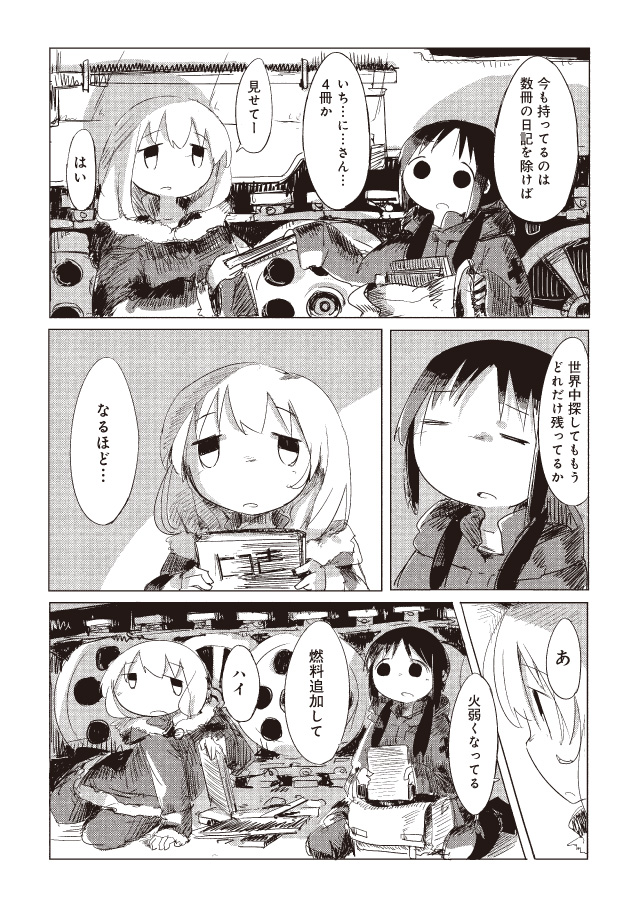 今も持ってるのは
数冊の日記を除けば
いち…に…さん…
4冊か
見せてー
はい
世界中探してももう
どれだけ残ってるか
なるほど…
あ
火弱くなってる
燃料追加して
ハイ